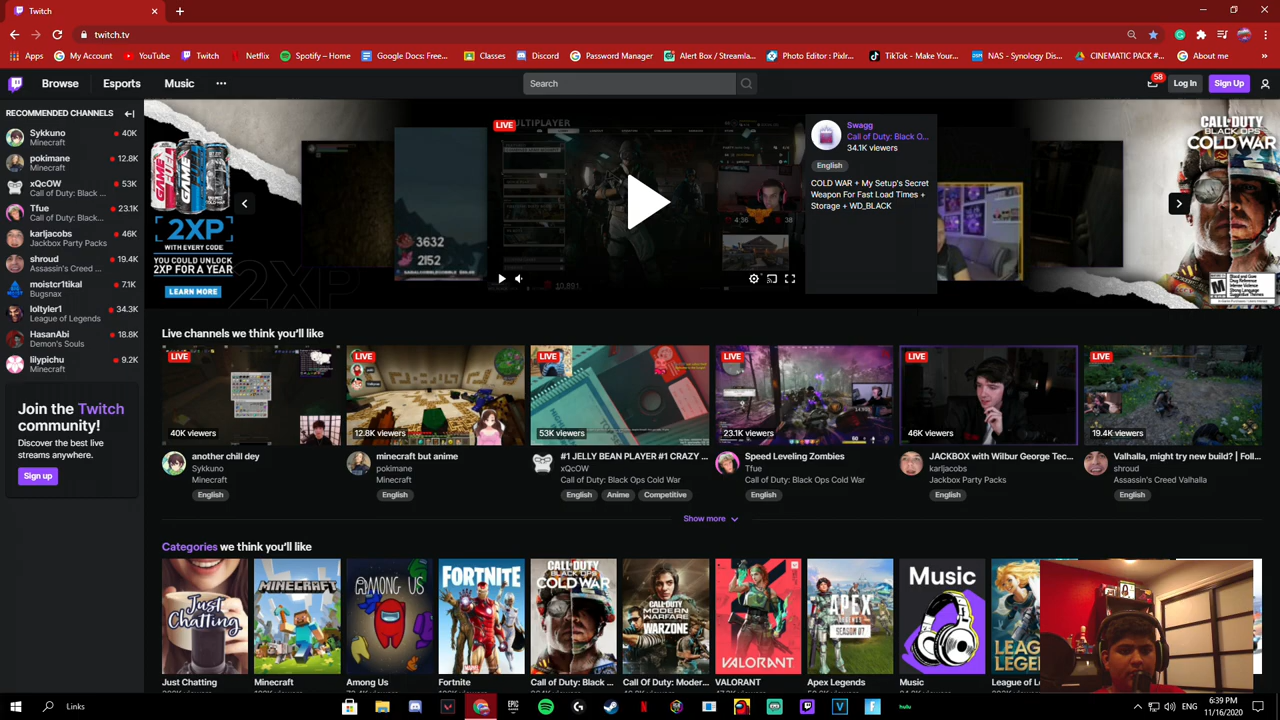 Twitch
twitch.tv
Apps My Account YouTube Twitch Netflix Spotify – Home Google Docs: Free... Classes Discord Password Manager Alert Box / Streamla... Photo Editor : Pixlr... TikTok - Make Your... NAS - Synology Dis... CINEMATIC PACK #... About me
Browse Esports Music Search 58 Log In Sign Up
RECOMMENDED CHANNELS
Sykkuno 40K
Minecraft
pokimane 12.8K
Minecraft
xQcOW 53K
Call of Duty: Black ...
Tfue 23.1K
Call of Duty: Black...
karljacobs 46K
Jackbox Party Packs
shroud 19.4K
Assassin's Creed ...
moistcr1tikal 7.1K
Bugsnax
loltyler1 34.3K
League of Legends
HasanAbi 18.8K
Demon's Souls
lilypichu 9.2K
Minecraft
Join the Twitch
community!
Discover the best live
streams anywhere.
Sign up
GAME FUEL
2XP
WITH EVERY CODE
YOU COULD UNLOCK
2XP FOR A YEAR
LEARN MORE
2XP
LIVE
MULTIPLAYER
3632
2152
Swagg
Call of Duty: Black O...
34.1K viewers
English
COLD WAR + My Setup's Secret
Weapon For Fast Load Times +
Storage + WD_BLACK
CALL OF DUTY
BLACK OPS
COLD WAR
Live channels we think you'll like
LIVE
40K viewers
another chill dey
Sykkuno
Minecraft
English
LIVE
12.8K viewers
minecraft but anime
pokimane
Minecraft
English
LIVE
53K viewers
#1 JELLY BEAN PLAYER #1 CRAZY ...
xQcOW
Call of Duty: Black Ops Cold War
English Anime Competitive
LIVE
23.1K viewers
Speed Leveling Zombies
Tfue
Call of Duty: Black Ops Cold War
English
LIVE
46K viewers
JACKBOX with Wilbur George Tec...
karljacobs
Jackbox Party Packs
English
LIVE
19.4K viewers
Valhalla, might try new build? | Foll...
shroud
Assassin's Creed Valhalla
English
Show more
Categories we think you'll like
Just Chatting
MINECRAFT
AMONG US
FORTNITE
CALL OF DUTY
BLACK OPS
COLD WAR
CALL OF DUTY
MODERN WARFARE
WARZONE
VALORANT
APEX
LEGENDS
SEASON #7
Music
Just Chatting Minecraft Among Us Fortnite Call of Duty: Black ... Call Of Duty: Moder... VALORANT Apex Legends Music League of L
Links
hulu
ENG
6:39 PM
11/16/2020